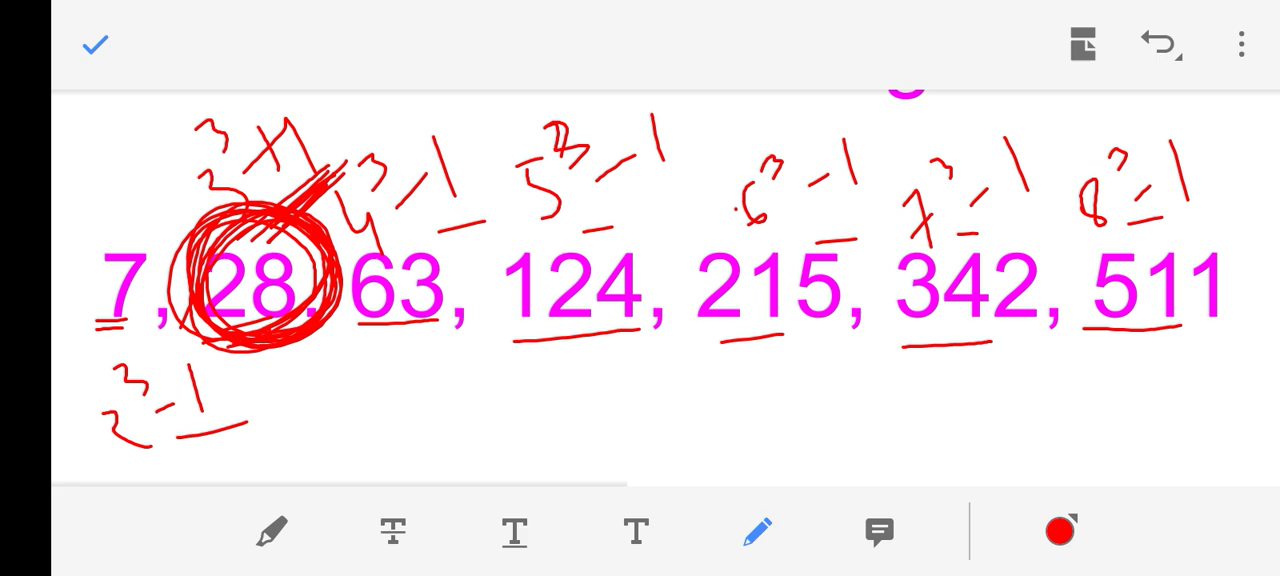 3³+1 4³-1 5³-1 6³-1 7³-1 8³-1
7, 28, 63, 124, 215, 342, 511
2³-1